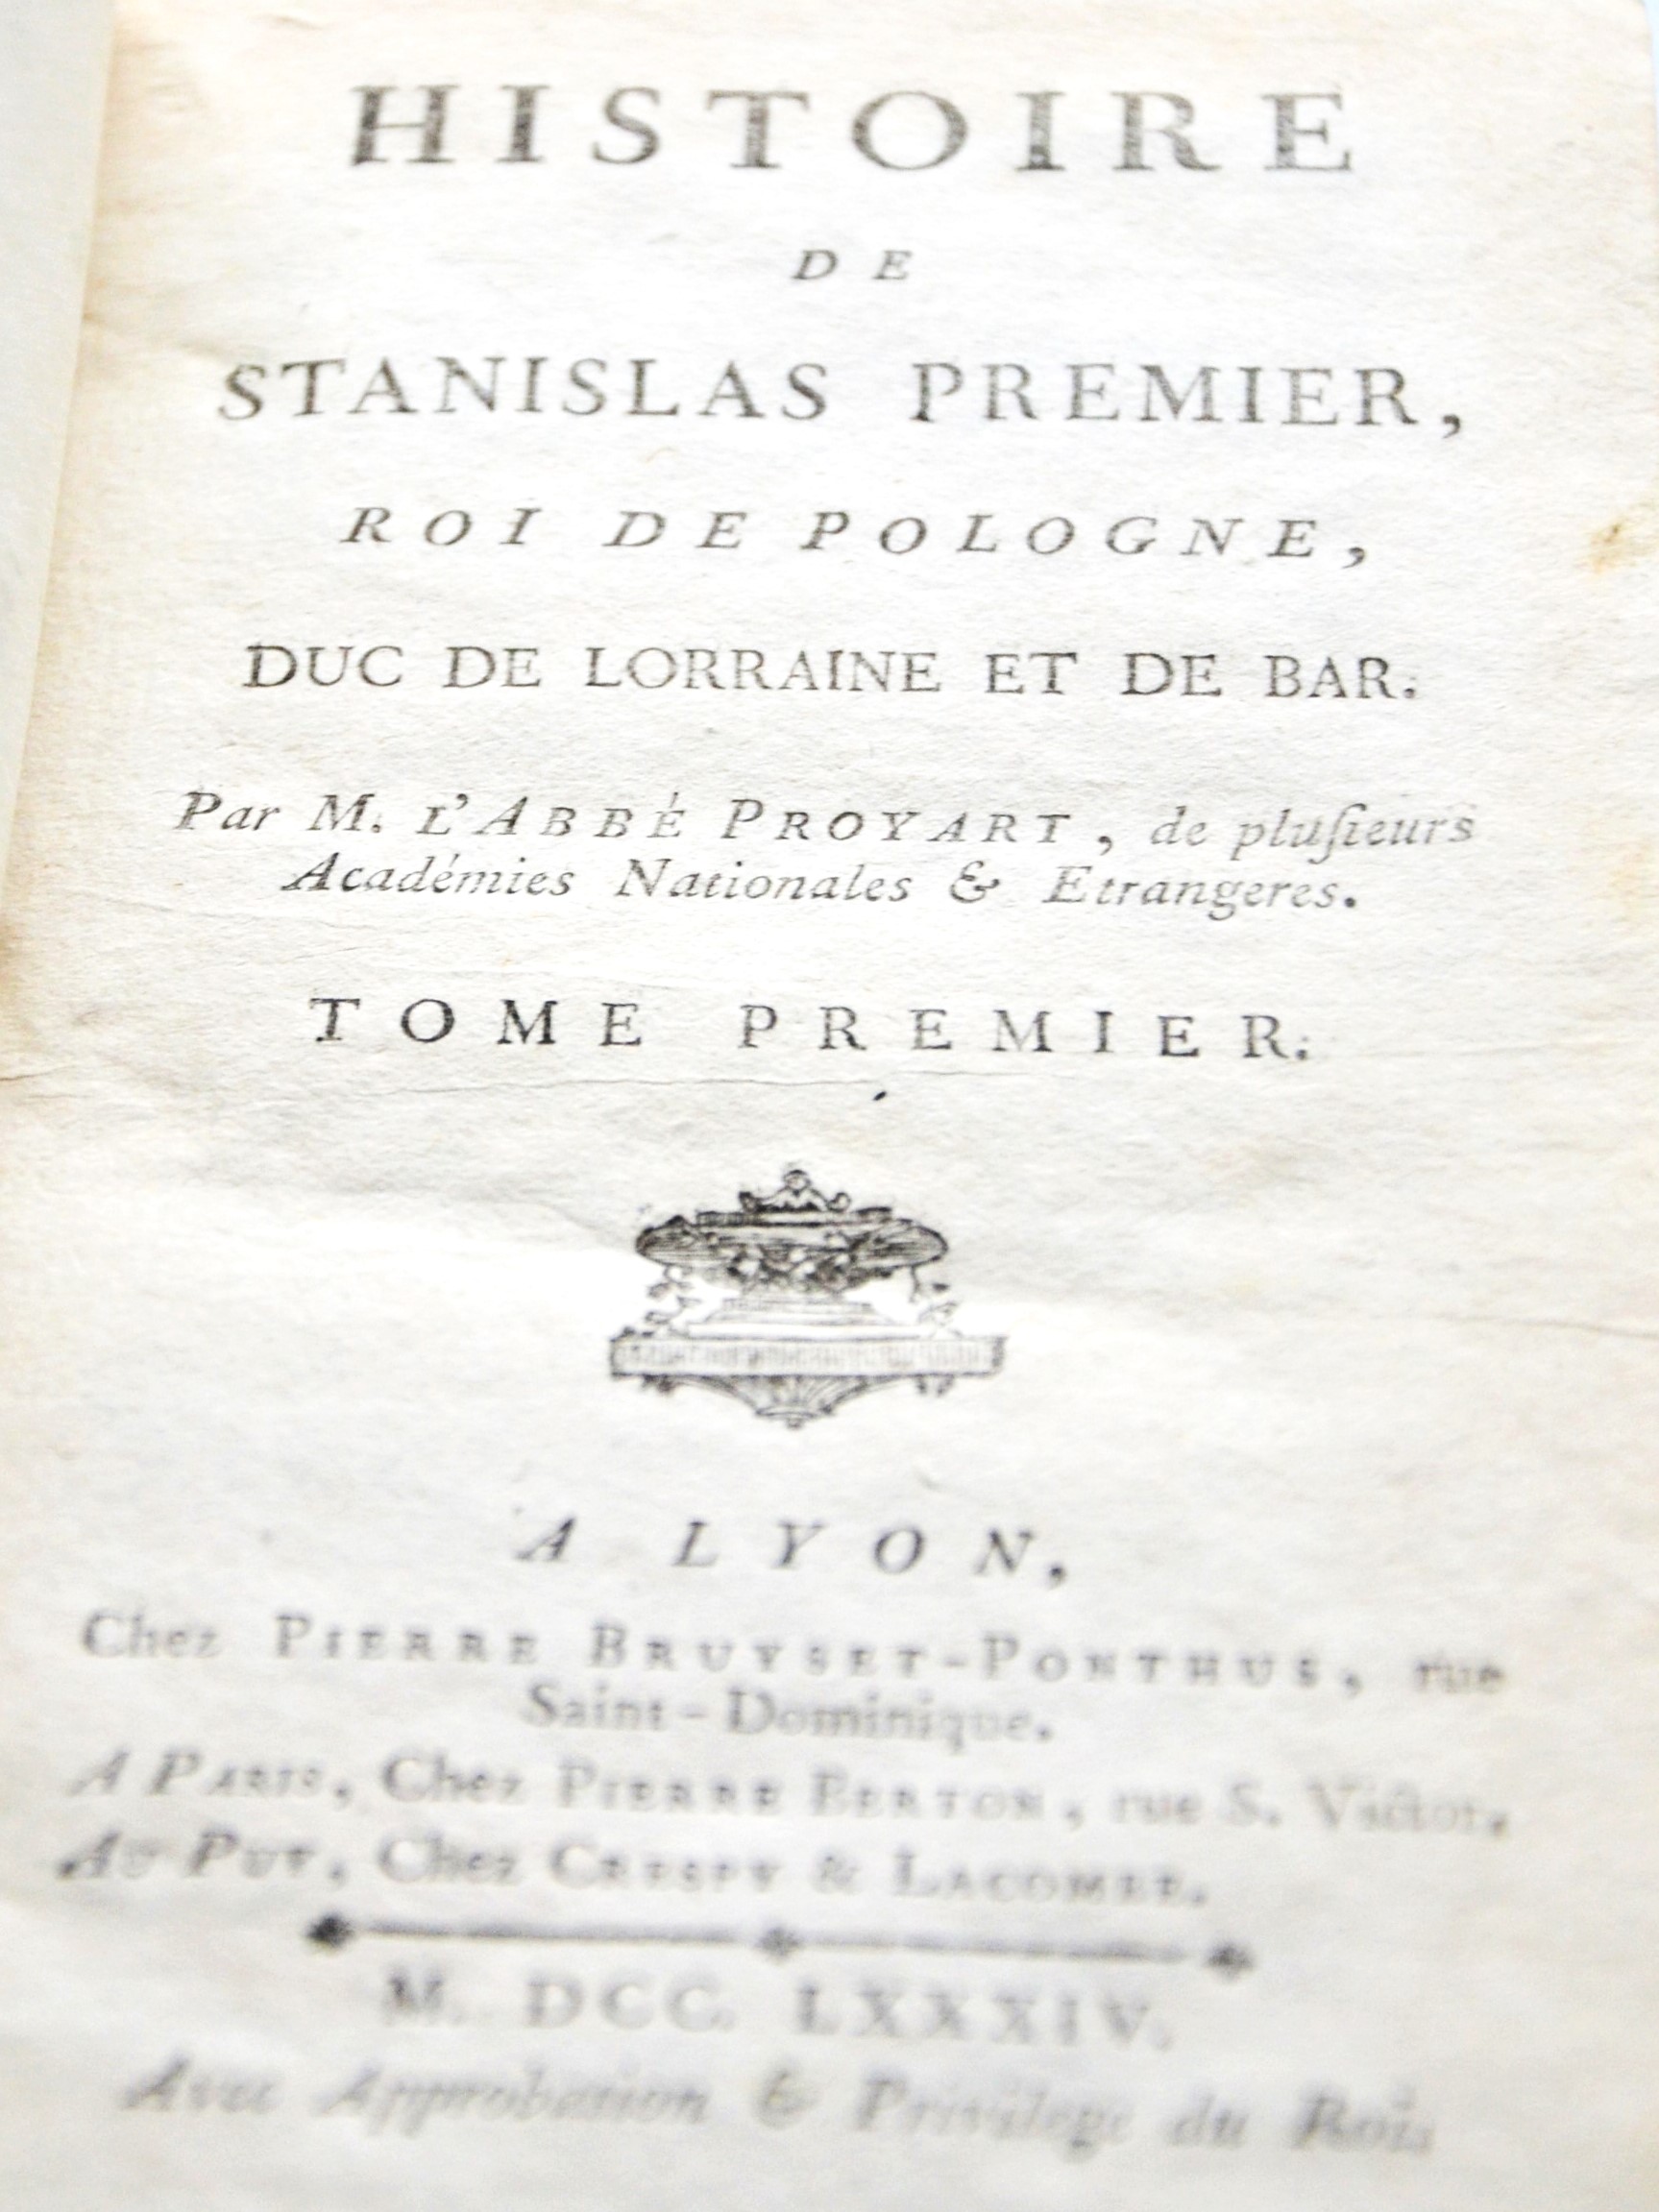 HISTOIRE
DE
STANISLAS PREMIER,
ROI DE POLOGNE,
DUC DE LORRAINE ET DE BAR.
Par M. L'ABBÉ PROYART, de pluſieurs
Académies Nationales & Etrangeres.
TOME PREMIER.
A LYON,
Chez PIERRE BRUYSET-PONTHUS, rue
Saint-Dominique.
A PARIS, Chez PIERRE BERTON, rue S. Victor.
AU PUY, Chez CRESPY & LACOMBE.
M. DCC. LXXXIV.
Avec Approbation & Privilege du Roi.